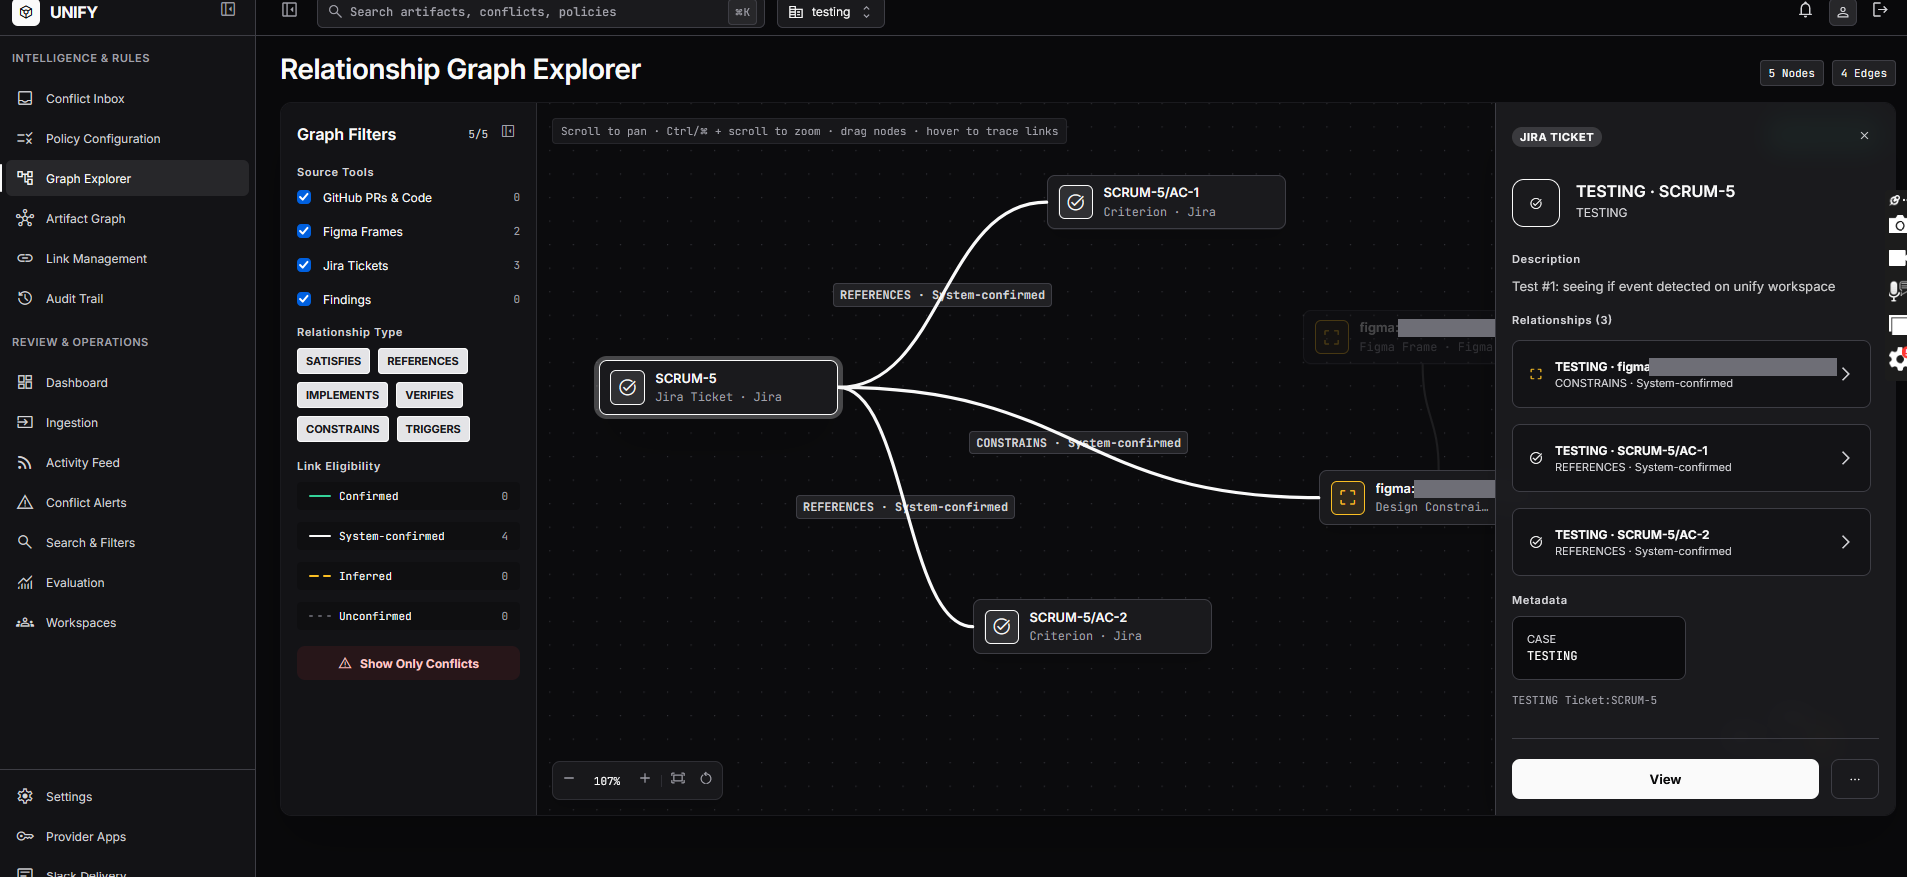 UNIFY
Search artifacts, conflicts, policies
⌘K
testing
INTELLIGENCE & RULES
Conflict Inbox
Policy Configuration
Graph Explorer
Artifact Graph
Link Management
Audit Trail
REVIEW & OPERATIONS
Dashboard
Ingestion
Activity Feed
Conflict Alerts
Search & Filters
Evaluation
Workspaces
Settings
Provider Apps
Slack Delivery
Relationship Graph Explorer
5 Nodes
4 Edges
Graph Filters
5/5
Source Tools
GitHub PRs & Code 0
Figma Frames 2
Jira Tickets 3
Findings 0
Relationship Type
SATISFIES REFERENCES
IMPLEMENTS VERIFIES
CONSTRAINS TRIGGERS
Link Eligibility
Confirmed 0
System-confirmed 4
Inferred 0
Unconfirmed 0
Show Only Conflicts
Scroll to pan · Ctrl/⌘ + scroll to zoom · drag nodes · hover to trace links
SCRUM-5/AC-1
Criterion · Jira
REFERENCES · System-confirmed
figma:
Figma Frame · Figma
SCRUM-5
Jira Ticket · Jira
CONSTRAINS · System-confirmed
figma:
Design Constrai…
REFERENCES · System-confirmed
SCRUM-5/AC-2
Criterion · Jira
107%
JIRA TICKET
TESTING · SCRUM-5
TESTING
Description
Test #1: seeing if event detected on unify workspace
Relationships (3)
TESTING · figma
CONSTRAINS · System-confirmed
TESTING · SCRUM-5/AC-1
REFERENCES · System-confirmed
TESTING · SCRUM-5/AC-2
REFERENCES · System-confirmed
Metadata
CASE
TESTING
TESTING Ticket:SCRUM-5
View
...